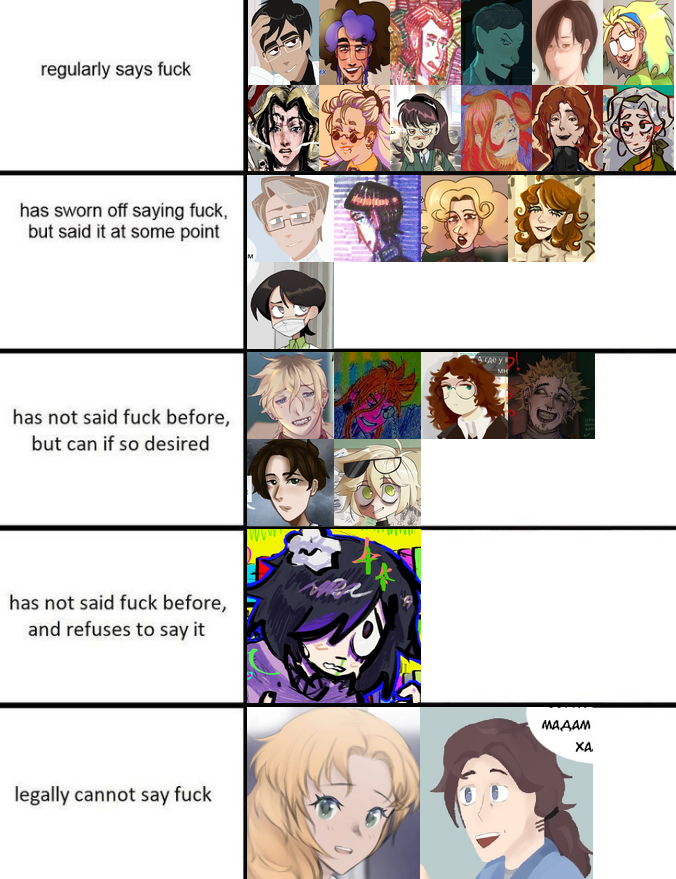 regularly says fuck
has sworn off saying fuck,
but said it at some point
м
has not said fuck before,
but can if so desired
А где у
мн
?!
has not said fuck before,
and refuses to say it
legally cannot say fuck
МАДАМ
ХА